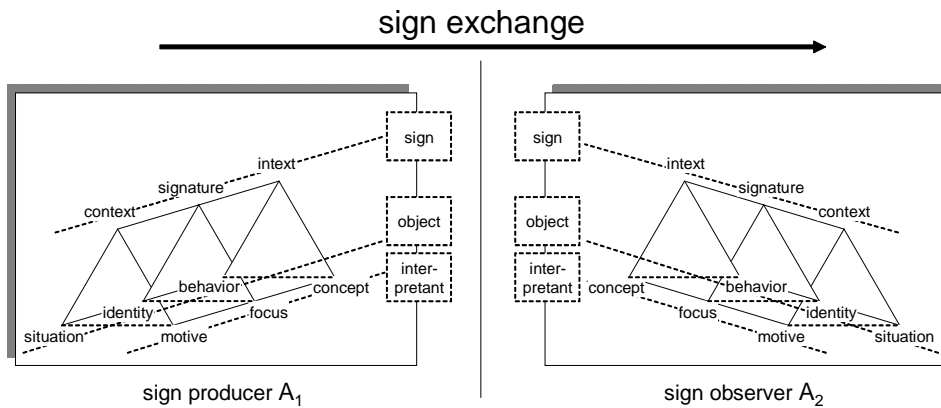 sign exchange
sign
intext
signature
context
object
inter-
pretant
behavior
concept
identity
focus
situation
motive
sign producer A1
sign
intext
signature
context
object
inter-
pretant
behavior
concept
identity
focus
motive
situation
sign observer A2